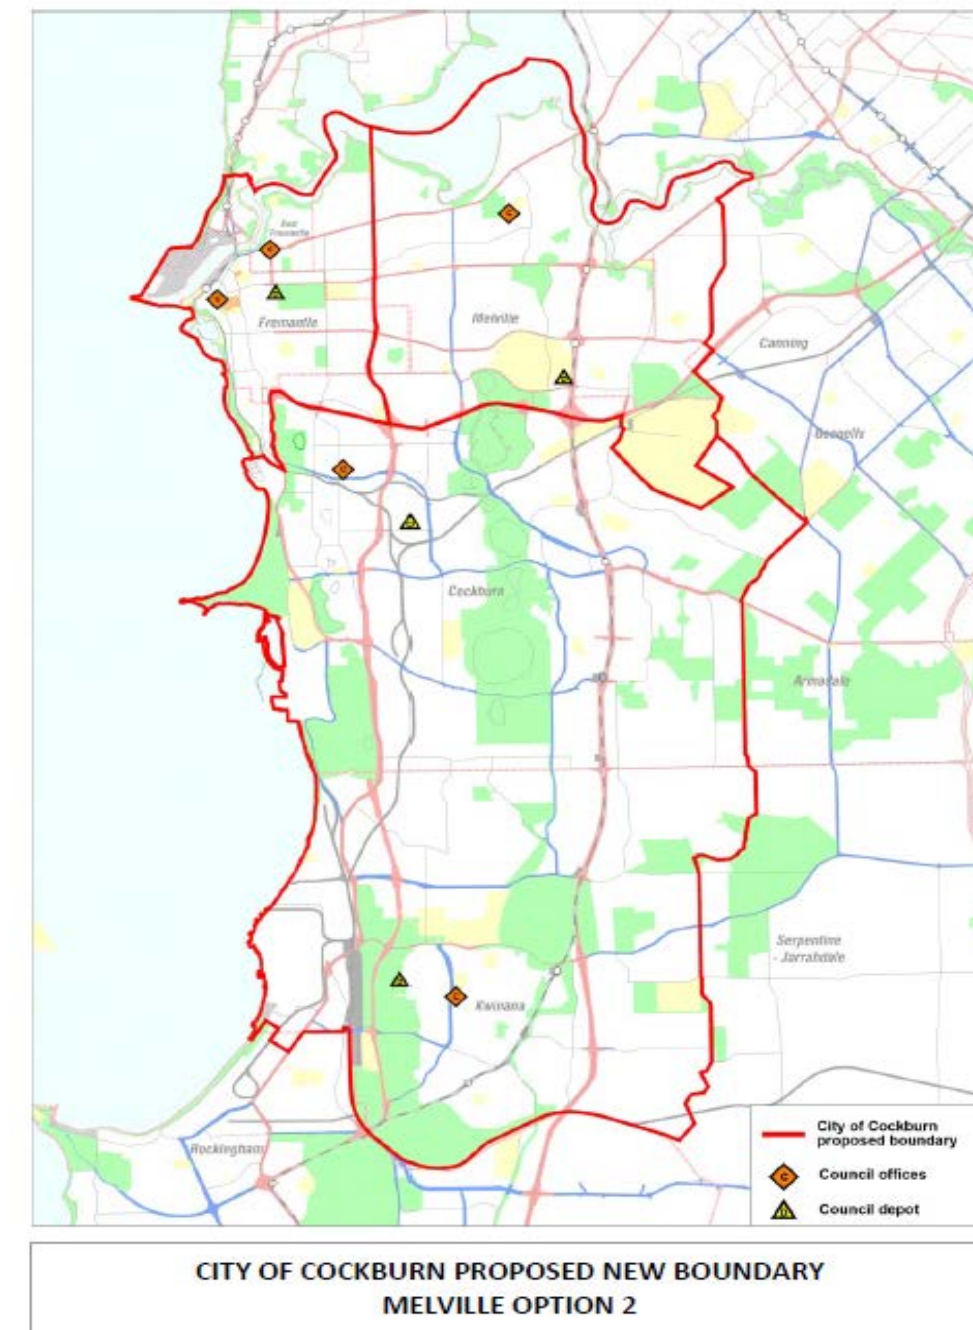 East
Fremantle
Fremantle
Melville
Canning
Gosnells
Cockburn
Armadale
Serpentine
- Jarrahdale
Kwinana
Rockingham
City of Cockburn
proposed boundary
Council offices
Council depot
CITY OF COCKBURN PROPOSED NEW BOUNDARY
MELVILLE OPTION 2